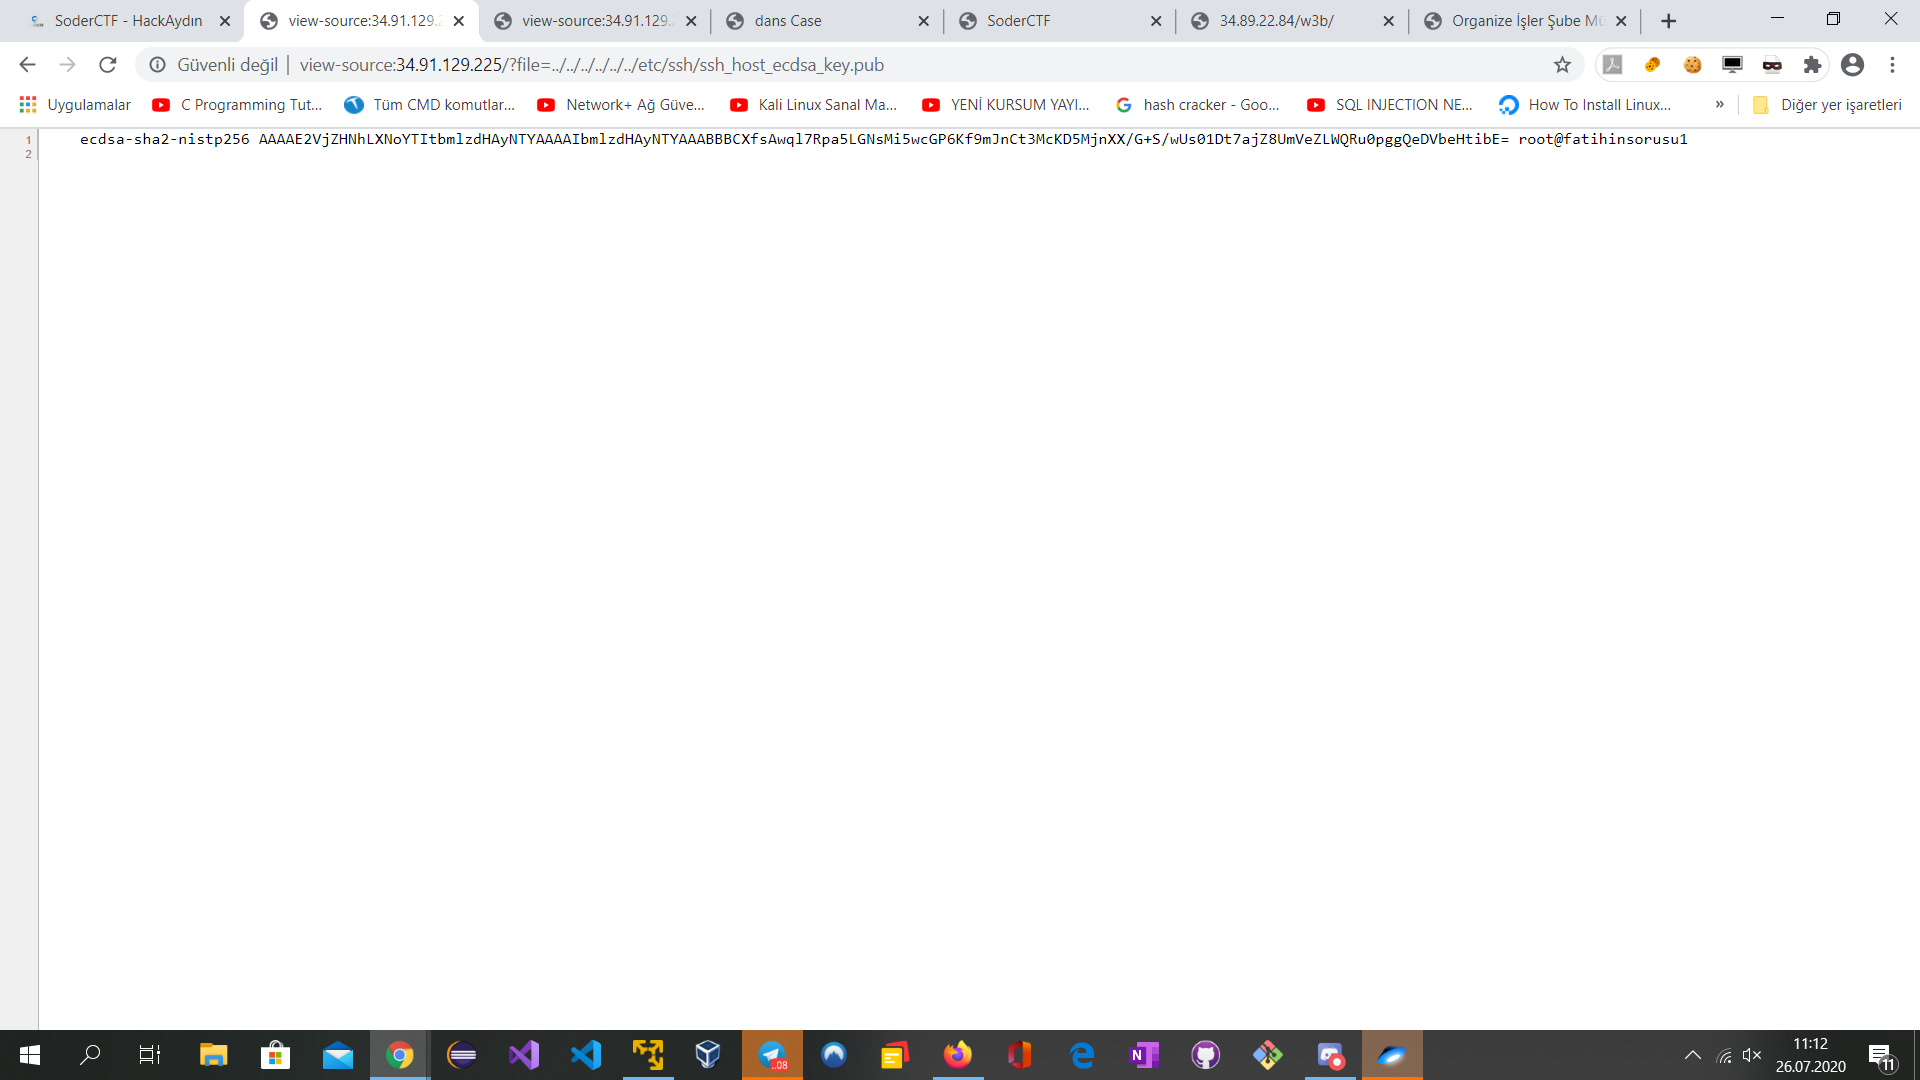 SoderCTF - HackAydın
view-source:34.91.129.2
view-source:34.91.129.
dans Case
SoderCTF
34.89.22.84/w3b/
Organize İşler Şube Mü
Güvenli değil | view-source:34.91.129.225/?file=../../../../../../etc/ssh/ssh_host_ecdsa_key.pub
Uygulamalar
C Programming Tut...
Tüm CMD komutlar...
Network+ Ağ Güve...
Kali Linux Sanal Ma...
YENİ KURSUM YAYI...
hash cracker - Goo...
SQL INJECTION NE...
How To Install Linux...
»
Diğer yer işaretleri
1 ecdsa-sha2-nistp256 AAAAE2VjZHNhLXNoYTItbmlzdHAyNTYAAAAIbmlzdHAyNTYAAABBBCXfsAwql7Rpa5LGNsMi5wcGP6Kf9mJnCt3McKD5MjnXX/G+S/wUs01Dt7ajZ8UmVeZLWQRu0pggQeDVbeHtibE= root@fatihinsorusu1
2
..08
11:12
26.07.2020
11